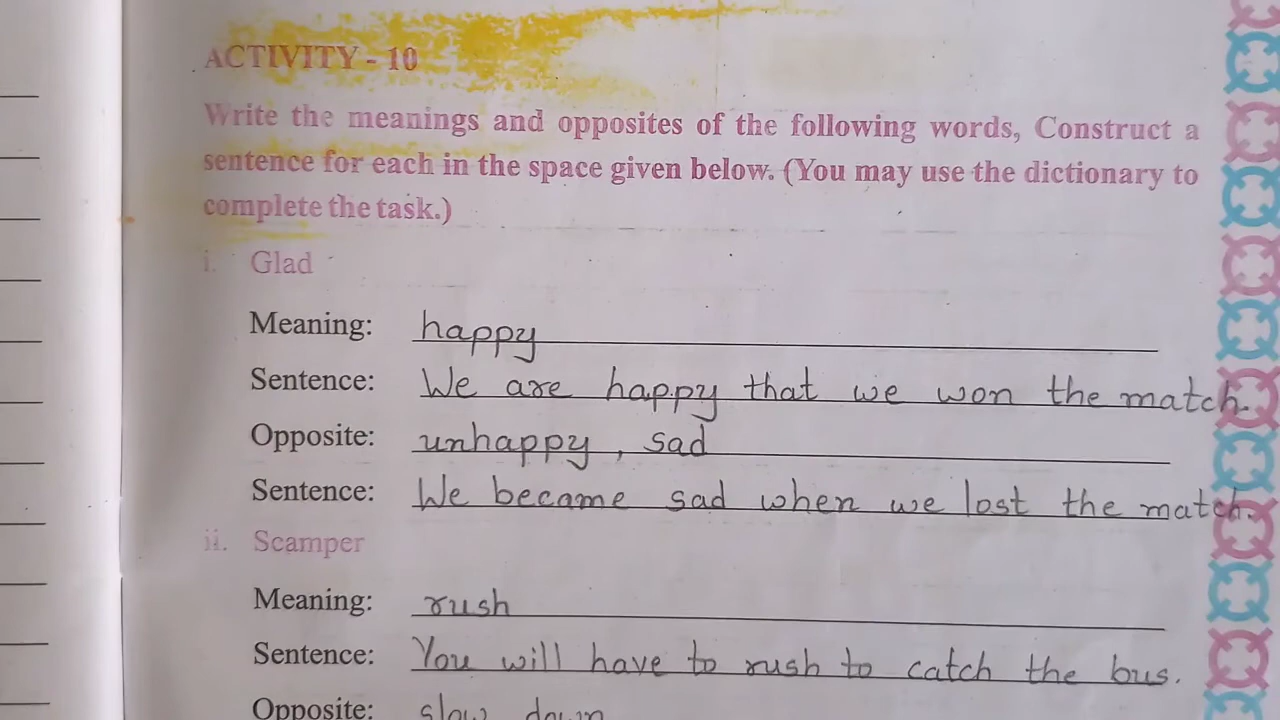 ACTIVITY - 10
Write the meanings and opposites of the following words, Construct a
sentence for each in the space given below. (You may use the dictionary to
complete the task.)
i. Glad
Meaning: happy
Sentence: We are happy that we won the match.
Opposite: unhappy, sad
Sentence: We became sad when we lost the match.
ii. Scamper
Meaning: rush
Sentence: You will have to rush to catch the bus.
Opposite: slow down